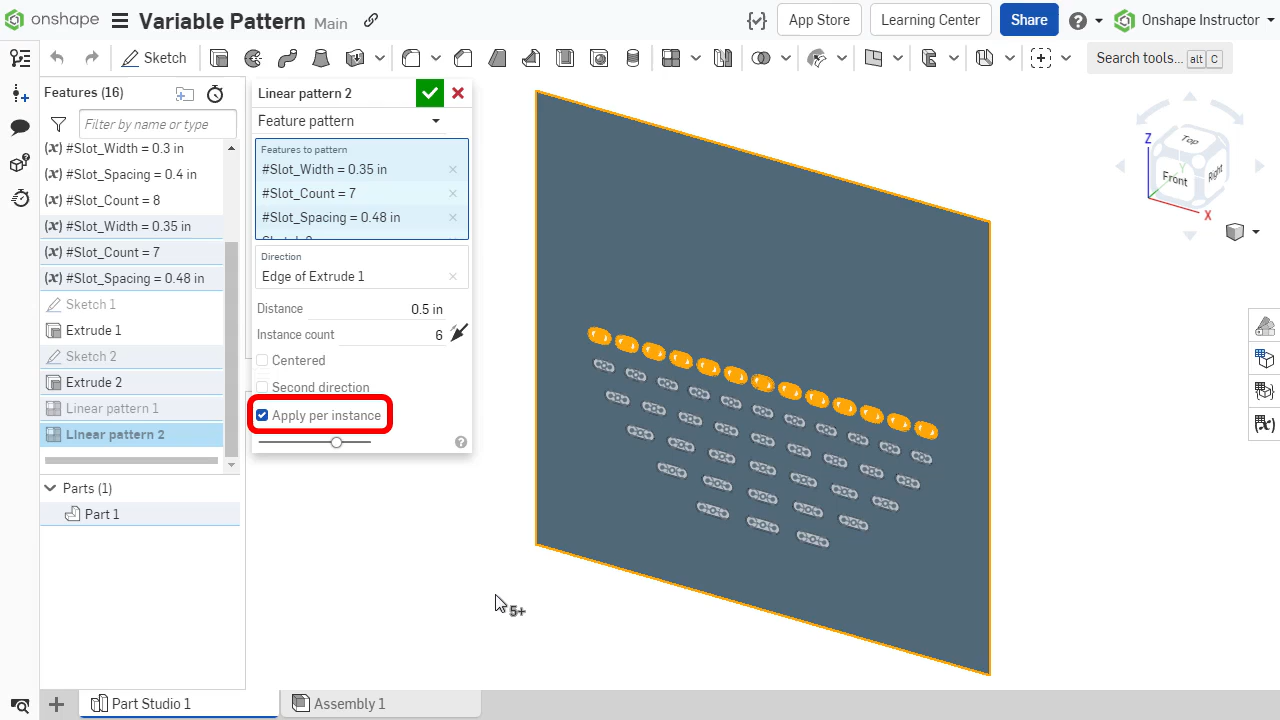 onshape
Variable Pattern Main
App Store
Learning Center
Share
Onshape Instructor
Sketch
Search tools... alt C
Features (16)
Filter by name or type
(x) #Slot_Width = 0.3 in
(x) #Slot_Spacing = 0.4 in
(x) #Slot_Count = 8
(x) #Slot_Width = 0.35 in
(x) #Slot_Count = 7
(x) #Slot_Spacing = 0.48 in
Sketch 1
Extrude 1
Sketch 2
Extrude 2
Linear pattern 1
Linear pattern 2
Parts (1)
Part 1
Linear pattern 2
Feature pattern
Features to pattern
#Slot_Width = 0.35 in
#Slot_Count = 7
#Slot_Spacing = 0.48 in
Direction
Edge of Extrude 1
Distance 0.5 in
Instance count 6
Centered
Second direction
Apply per instance
5+
Z
Top
Y
Front
Right
X
Part Studio 1
Assembly 1